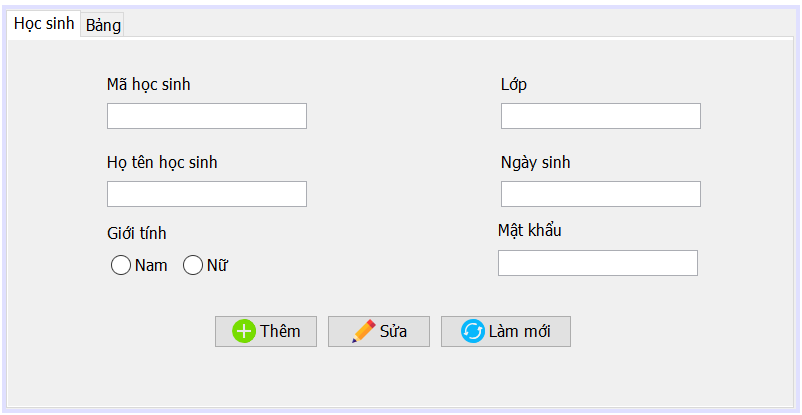 Học sinh Bảng
Mã học sinh
Lớp
Họ tên học sinh
Ngày sinh
Giới tính
Mật khẩu
Nam Nữ
Thêm Sửa Làm mới